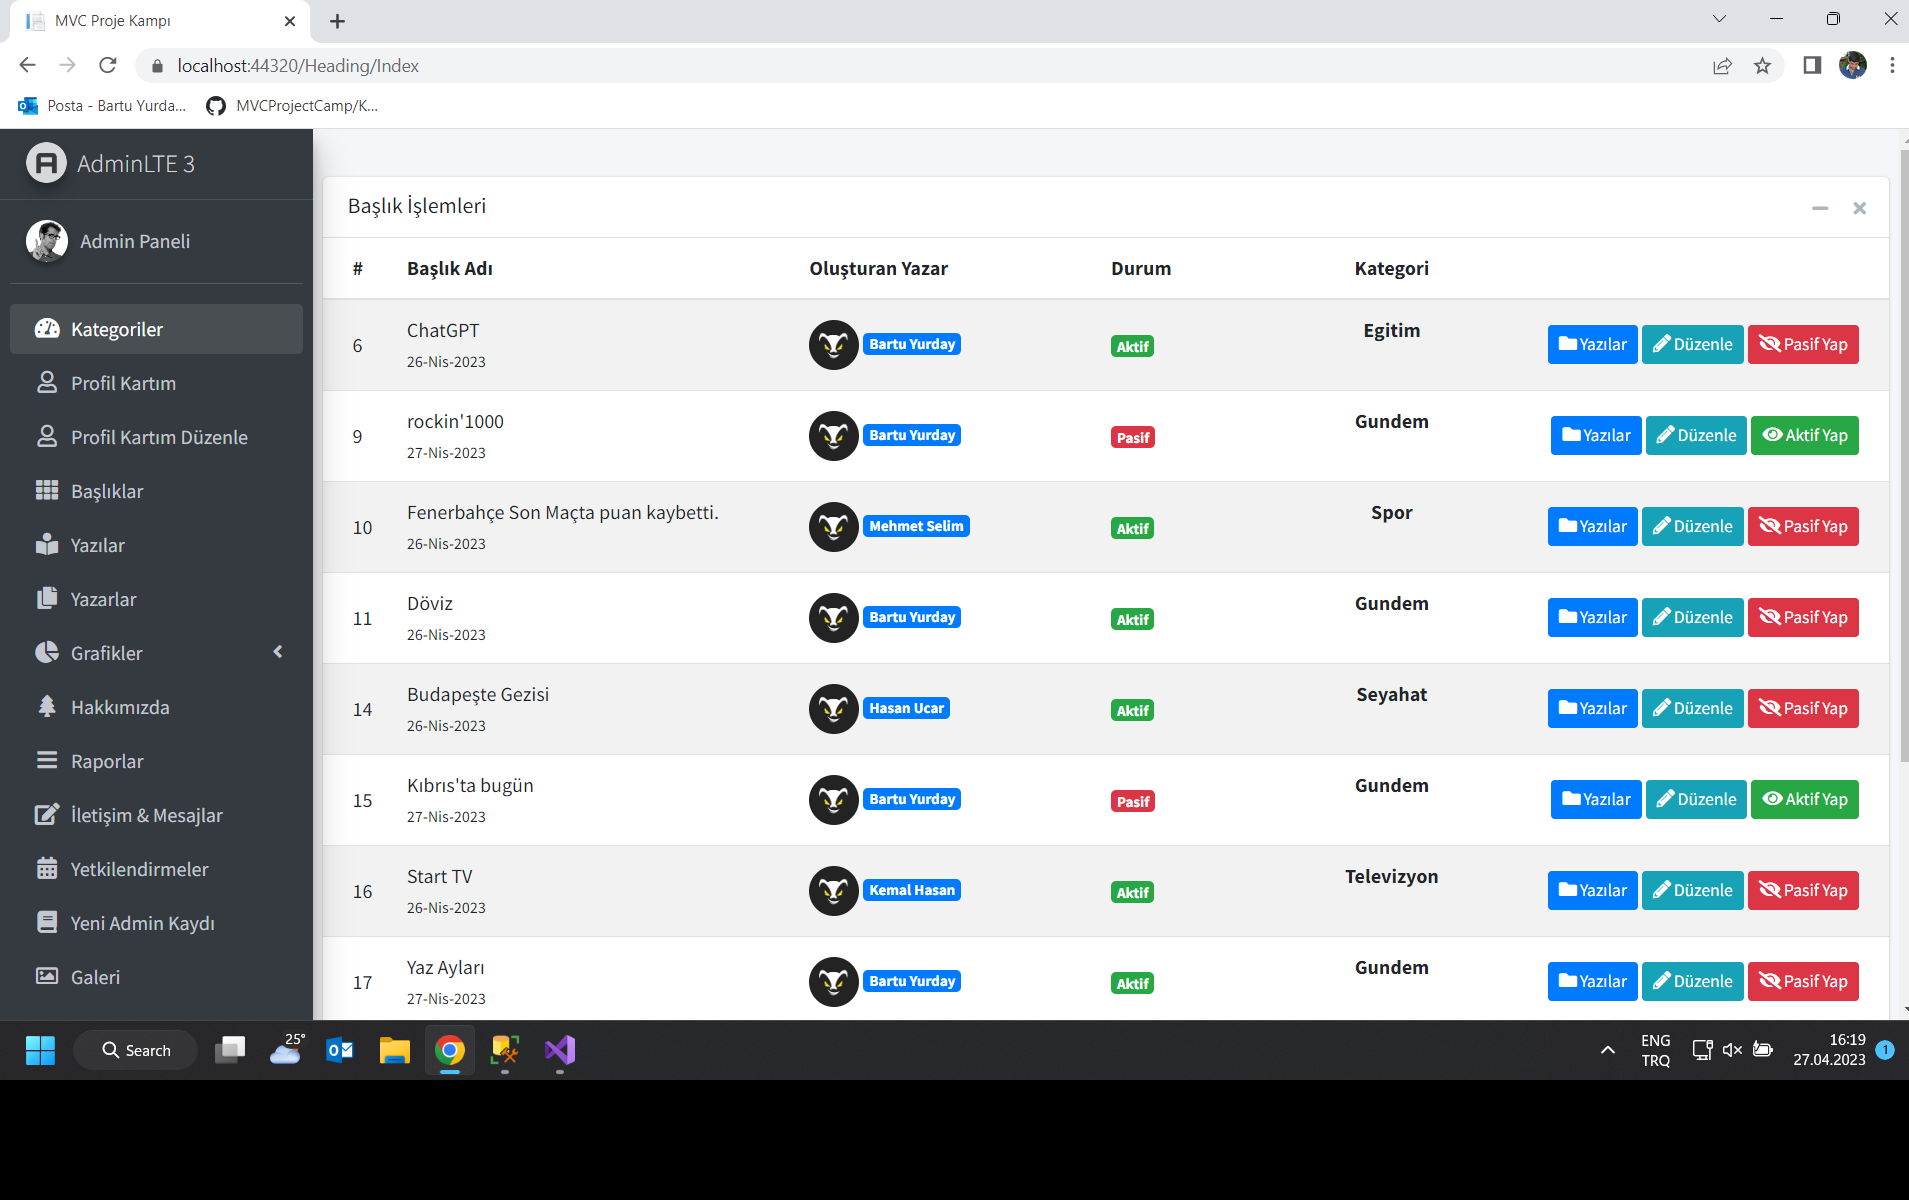 MVC Proje Kampı
localhost:44320/Heading/Index
Posta - Bartu Yurda...
MVCProjectCamp/K...
AdminLTE 3
Admin Paneli
Kategoriler
Profil Kartım
Profil Kartım Düzenle
Başlıklar
Yazılar
Yazarlar
Grafikler
Hakkımızda
Raporlar
İletişim & Mesajlar
Yetkilendirmeler
Yeni Admin Kaydı
Galeri
Başlık İşlemleri
# Başlık Adı Oluşturan Yazar Durum Kategori
6 ChatGPT Bartu Yurday Aktif Egitim Yazılar Düzenle Pasif Yap
26-Nis-2023
9 rockin'1000 Bartu Yurday Pasif Gundem Yazılar Düzenle Aktif Yap
27-Nis-2023
10 Fenerbahçe Son Maçta puan kaybetti. Mehmet Selim Aktif Spor Yazılar Düzenle Pasif Yap
26-Nis-2023
11 Döviz Bartu Yurday Aktif Gundem Yazılar Düzenle Pasif Yap
26-Nis-2023
14 Budapeşte Gezisi Hasan Ucar Aktif Seyahat Yazılar Düzenle Pasif Yap
26-Nis-2023
15 Kıbrıs'ta bugün Bartu Yurday Pasif Gundem Yazılar Düzenle Aktif Yap
27-Nis-2023
16 Start TV Kemal Hasan Aktif Televizyon Yazılar Düzenle Pasif Yap
26-Nis-2023
17 Yaz Ayları Bartu Yurday Aktif Gundem Yazılar Düzenle Pasif Yap
27-Nis-2023
Search
25°
ENG
TRQ
16:19
27.04.2023
1